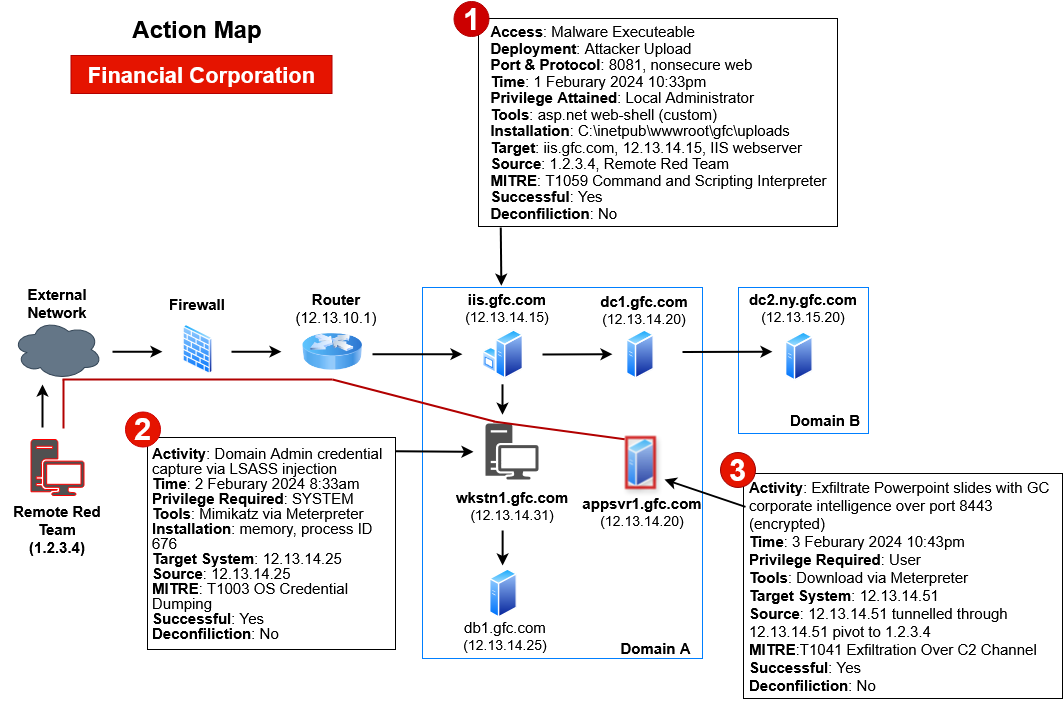 Action Map
Financial Corporation
1
Access: Malware Executeable
Deployment: Attacker Upload
Port & Protocol: 8081, nonsecure web
Time: 1 Feburary 2024 10:33pm
Privilege Attained: Local Administrator
Tools: asp.net web-shell (custom)
Installation: C:\inetpub\wwwroot\gfc\uploads
Target: iis.gfc.com, 12.13.14.15, IIS webserver
Source: 1.2.3.4, Remote Red Team
MITRE: T1059 Command and Scripting Interpreter
Successful: Yes
Deconfiliction: No
External
Network
Firewall
Router
(12.13.10.1)
iis.gfc.com
(12.13.14.15)
dc1.gfc.com
(12.13.14.20)
dc2.ny.gfc.com
(12.13.15.20)
Domain B
Remote Red
Team
(1.2.3.4)
2
Activity: Domain Admin credential
capture via LSASS injection
Time: 2 Feburary 2024 8:33am
Privilege Required: SYSTEM
Tools: Mimikatz via Meterpreter
Installation: memory, process ID
676
Target System: 12.13.14.25
Source: 12.13.14.25
MITRE: T1003 OS Credential
Dumping
Successful: Yes
Deconfiliction: No
wkstn1.gfc.com
(12.13.14.31)
appsvr1.gfc.com
(12.13.14.20)
db1.gfc.com
(12.13.14.25)
Domain A
3
Activity: Exfiltrate Powerpoint slides with GC
corporate intelligence over port 8443
(encrypted)
Time: 3 Feburary 2024 10:43pm
Privilege Required: User
Tools: Download via Meterpreter
Target System: 12.13.14.51
Source: 12.13.14.51 tunnelled through
12.13.14.51 pivot to 1.2.3.4
MITRE:T1041 Exfiltration Over C2 Channel
Successful: Yes
Deconfiliction: No